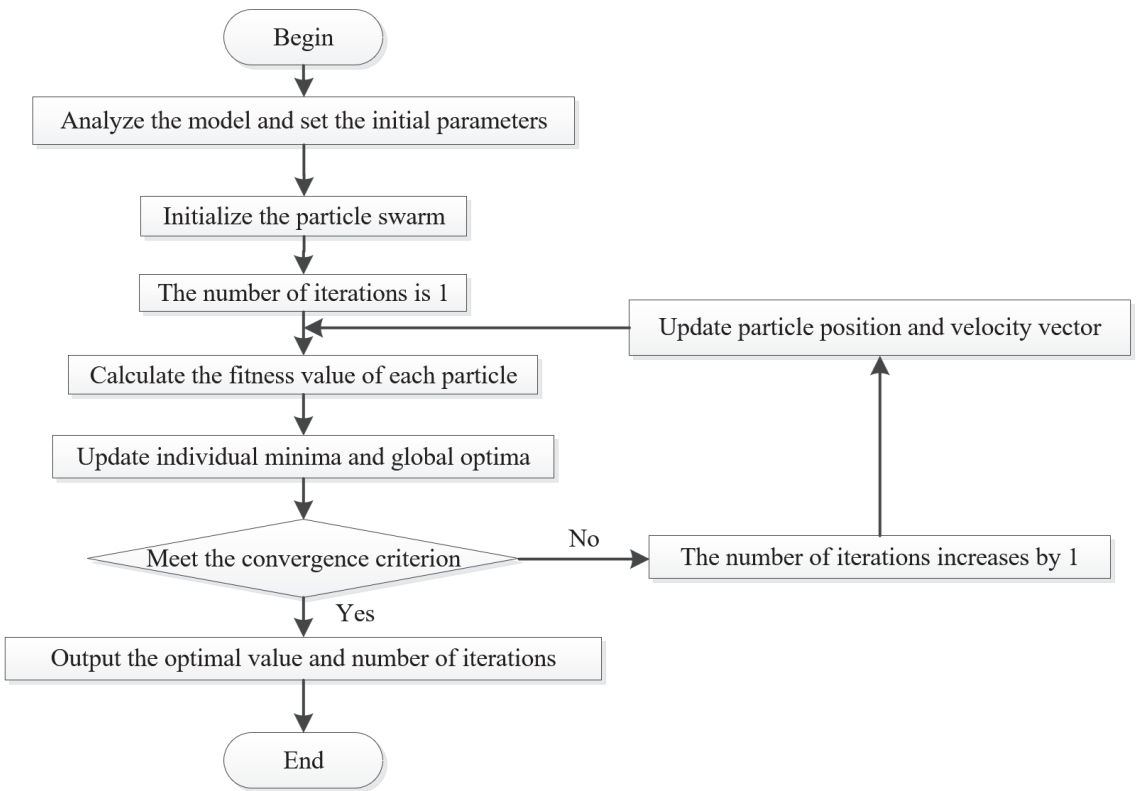 Begin
Analyze the model and set the initial parameters
Initialize the particle swarm
The number of iterations is 1
Update particle position and velocity vector
Calculate the fitness value of each particle
Update individual minima and global optima
Meet the convergence criterion
No
The number of iterations increases by 1
Yes
Output the optimal value and number of iterations
End